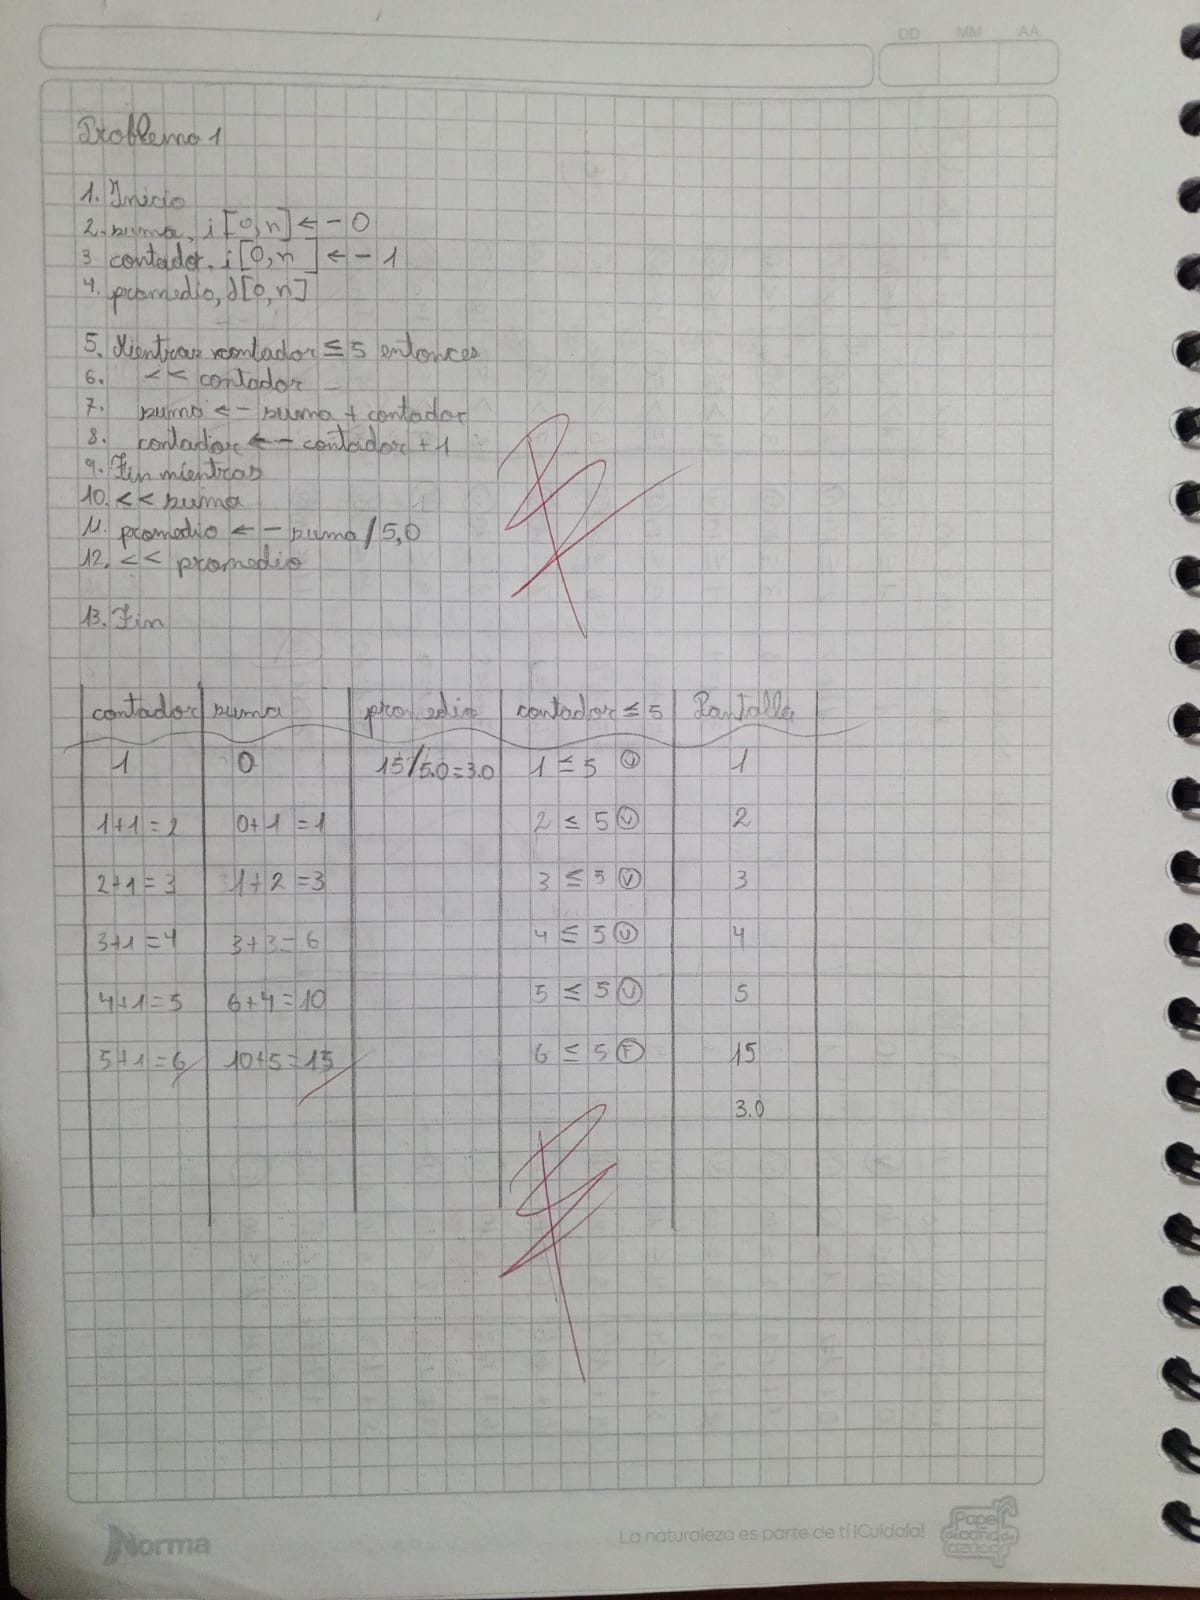 DD MM AA
Problema 1
1. Inicio
2. suma, i[0,n] <-- 0
3 contador, i[0,n ] <-- 1
4. promedio, d[0,n]
5. Mientras contador ≤ 5 entonces
6. << contador
7. suma <- suma + contador
8. contador <- contador + 1
9. Fin mientras
10. << suma
11. promedio <- suma / 5,0
12. << promedio
13. Fin
contador suma promedio contador ≤ 5 Pantalla
1 0 15/5.0=3.0 1 ≤ 5 V 1
1+1=2 0+1=1 2 ≤ 5 V 2
2+1=3 1+2=3 3 ≤ 5 V 3
3+1=4 3+3=6 4 ≤ 5 V 4
4+1=5 6+4=10 5 ≤ 5 V 5
5+1=6 10+5=15 6 ≤ 5 F 15
3.0
Norma La naturaleza es parte de tí ¡Cuídala! Papel de caña de azúcar